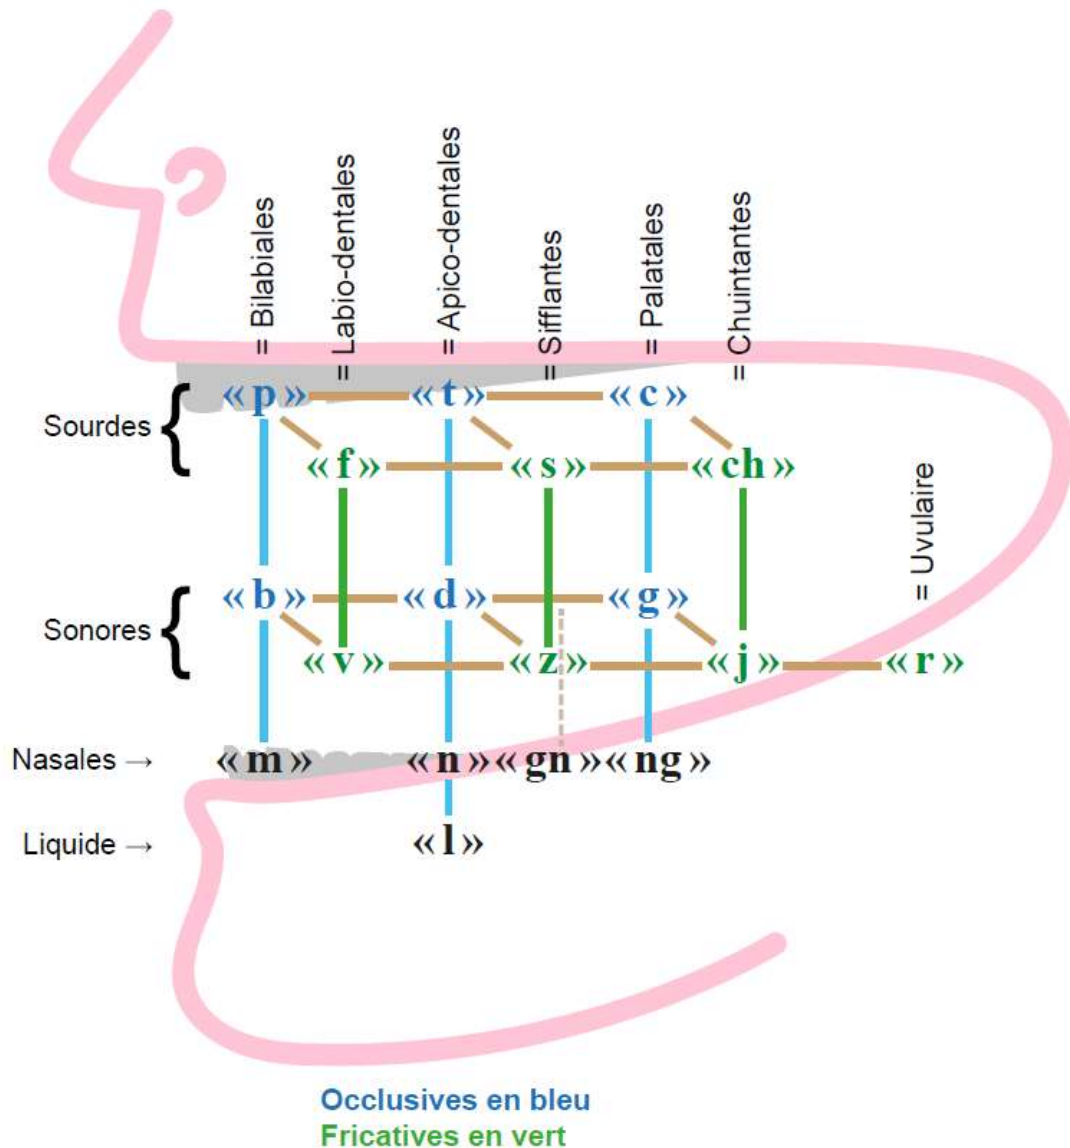 = Bilabiales
= Labio-dentales
= Apico-dentales
= Sifflantes
= Palatales
= Chuintantes
Sourdes {
« p » « t » « c »
« f » « s » « ch »
= Uvulaire
Sonores {
« b » « d » « g »
« v » « z » « j » « r »
Nasales → « m » « n » « gn » « ng »
Liquide → « l »
Occlusives en bleu
Fricatives en vert